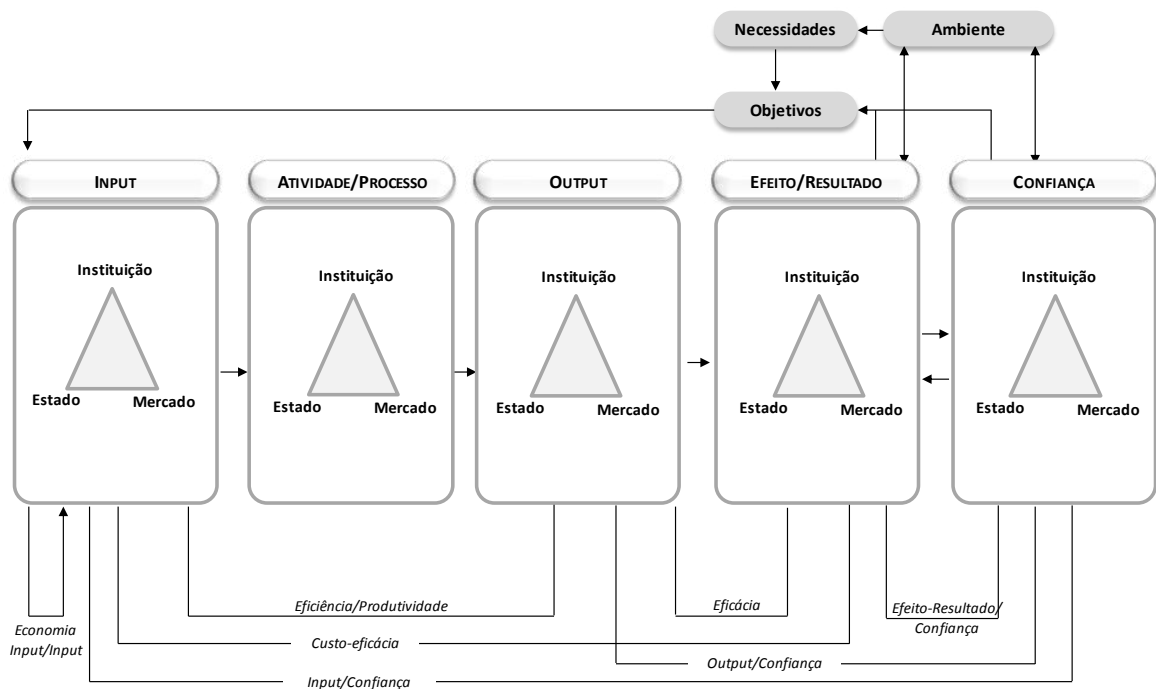 Necessidades
Ambiente
Objetivos
INPUT
ATIVIDADE/PROCESSO
OUTPUT
EFEITO/RESULTADO
CONFIANÇA
Instituição
Estado
Mercado
Instituição
Estado
Mercado
Instituição
Estado
Mercado
Instituição
Estado
Mercado
Instituição
Estado
Mercado
Economia
Input/Input
Eficiência/Produtividade
Eficácia
Efeito-Resultado/
Confiança
Custo-eficácia
Output/Confiança
Input/Confiança